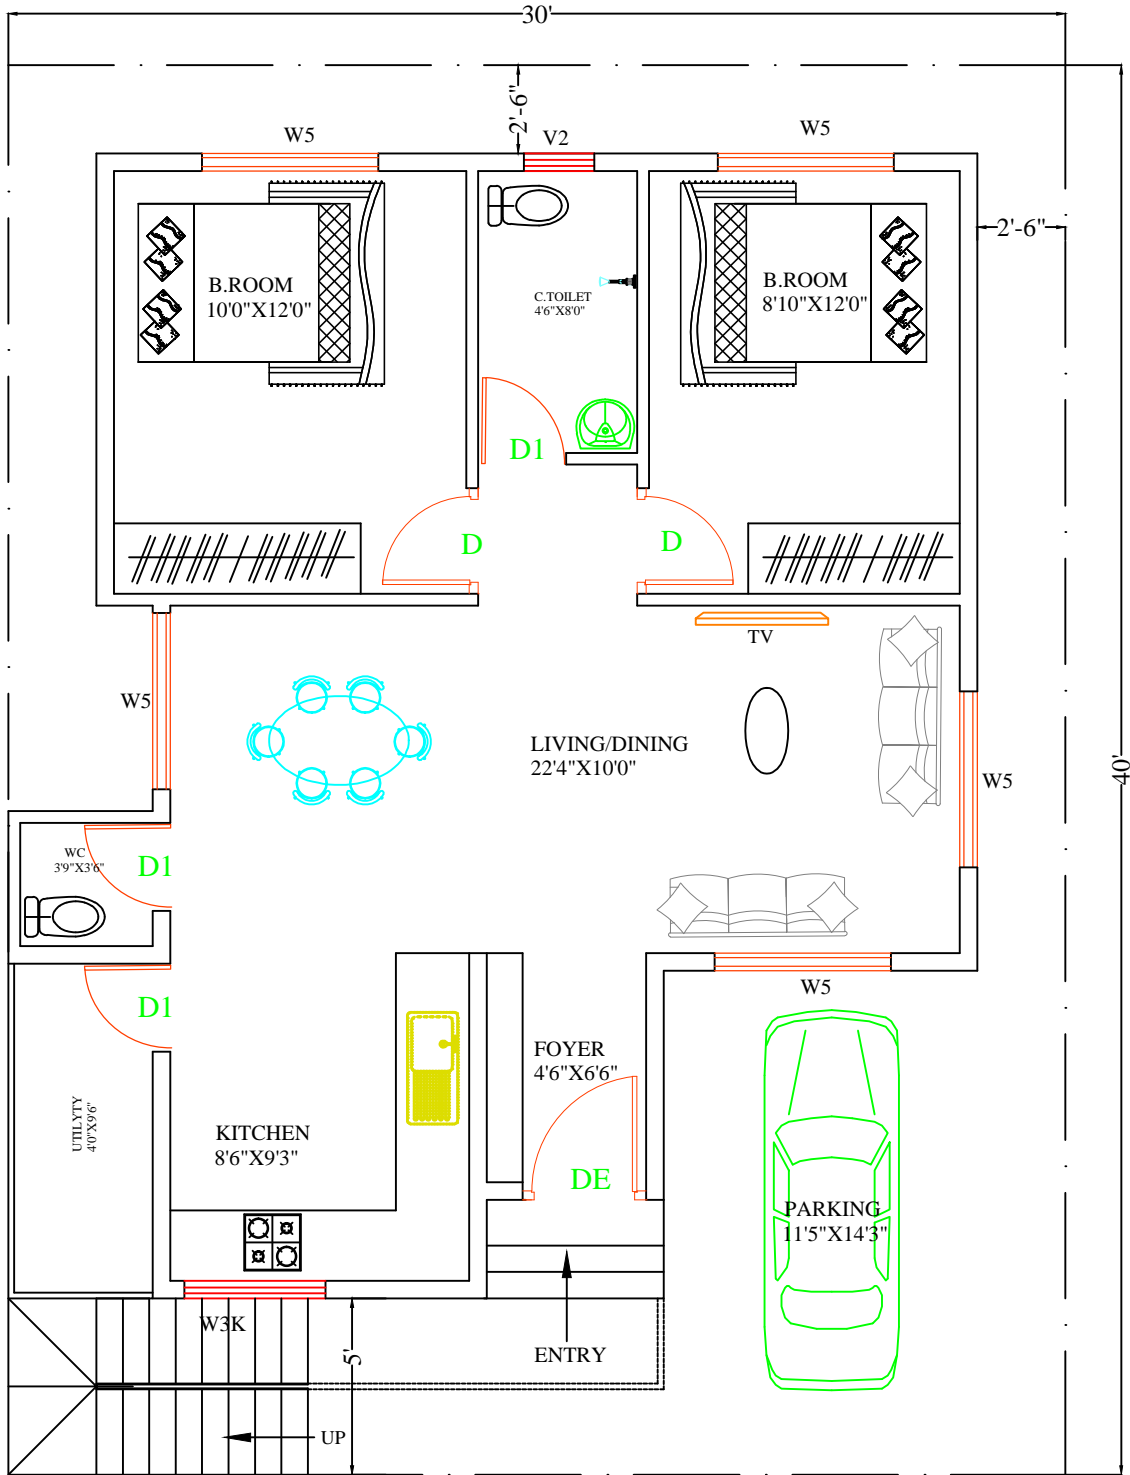 30'
2'-6"
W5
V2
W5
2'-6"
B.ROOM
10'0"X12'0"
C.TOILET
4'6"X8'0"
B.ROOM
8'10"X12'0"
D1
D
D
TV
W5
LIVING/DINING
22'4"X10'0"
W5
40'
WC
3'9"X3'6"
D1
D1
W5
FOYER
4'6"X6'6"
UTILYTY
4'0"X9'6"
KITCHEN
8'6"X9'3"
DE
PARKING
11'5"X14'3"
W3K
5'
ENTRY
UP